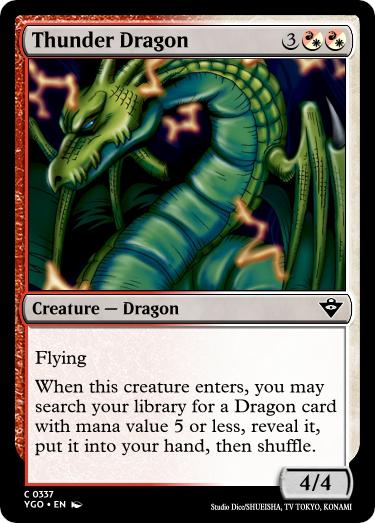 Thunder Dragon 3
Creature — Dragon
Flying
When this creature enters, you may
search your library for a Dragon card
with mana value 5 or less, reveal it,
put it into your hand, then shuffle.
4/4
C 0337
YGO • EN
Studio Dice/SHUEISHA, TV TOKYO, KONAMI